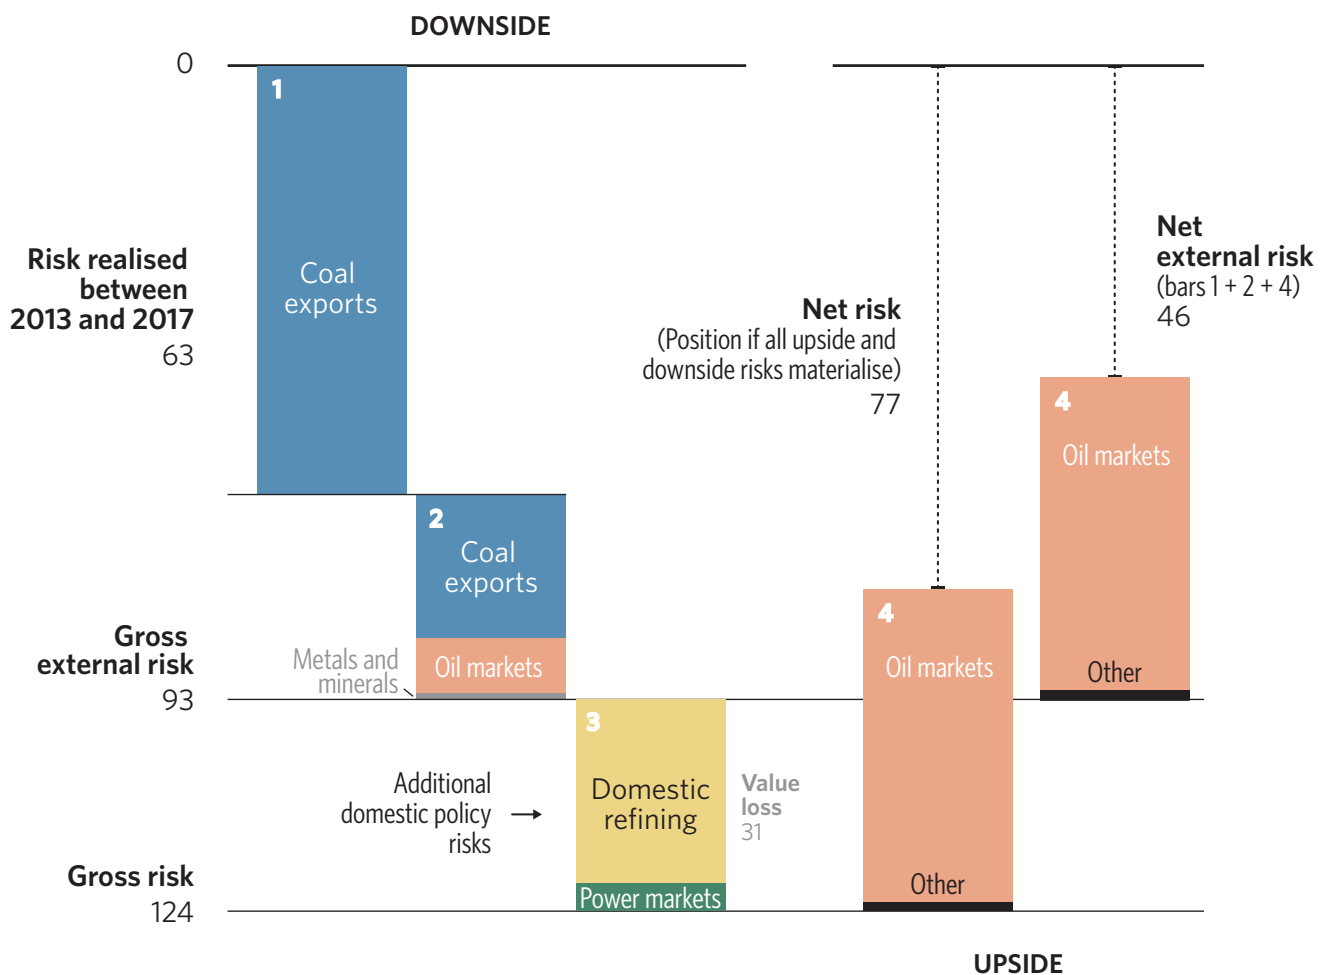 DOWNSIDE
0
1
Coal
exports
Risk realised
between
2013 and 2017
63
Net
external risk
(bars 1 + 2 + 4)
46
Net risk
(Position if all upside and
downside risks materialise)
77
4
Oil markets
Other
2
Coal
exports
Oil markets
Metals and
minerals
Gross
external risk
93
4
Oil markets
Other
3
Domestic
refining
Power markets
Value
loss
31
Additional
domestic policy
risks
Gross risk
124
UPSIDE